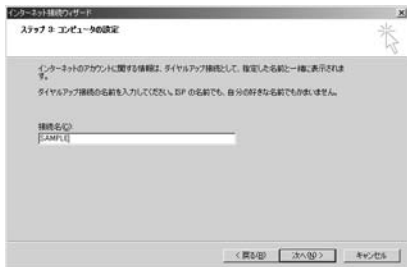 インターネット接続ウィザード
ステップ 3: コンピュータの設定
インターネットのアカウントに関する情報は、ダイヤルアップ接続として、指定した名前と一緒に表示されま
す。
ダイヤルアップ接続の名前を入力してください。ISP の名前でも、自分の好きな名前でもかまいません。
接続名(C):
SAMPLE
< 戻る(B)
次へ(N) >
キャンセル